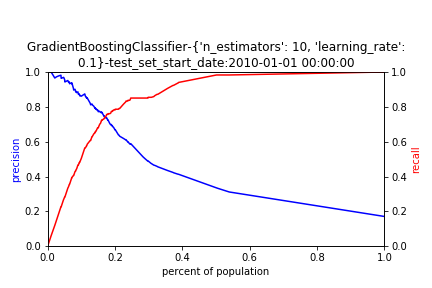 GradientBoostingClassifier-{'n_estimators': 10, 'learning_rate':
0.1}-test_set_start_date:2010-01-01 00:00:00
1.0
0.8
0.6
0.4
0.2
0.0
precision
0.0 0.2 0.4 0.6 0.8 1.0
percent of population
1.0
0.8
0.6
0.4
0.2
0.0
recall